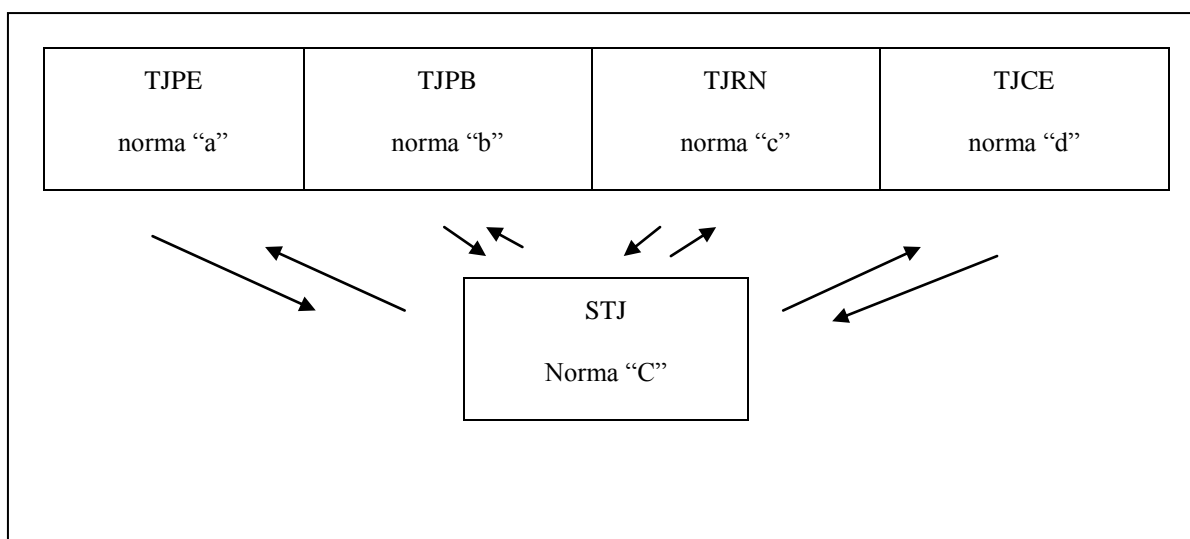 TJPE
norma “a”
TJPB
norma “b”
TJRN
norma “c”
TJCE
norma “d”
STJ
Norma “C”